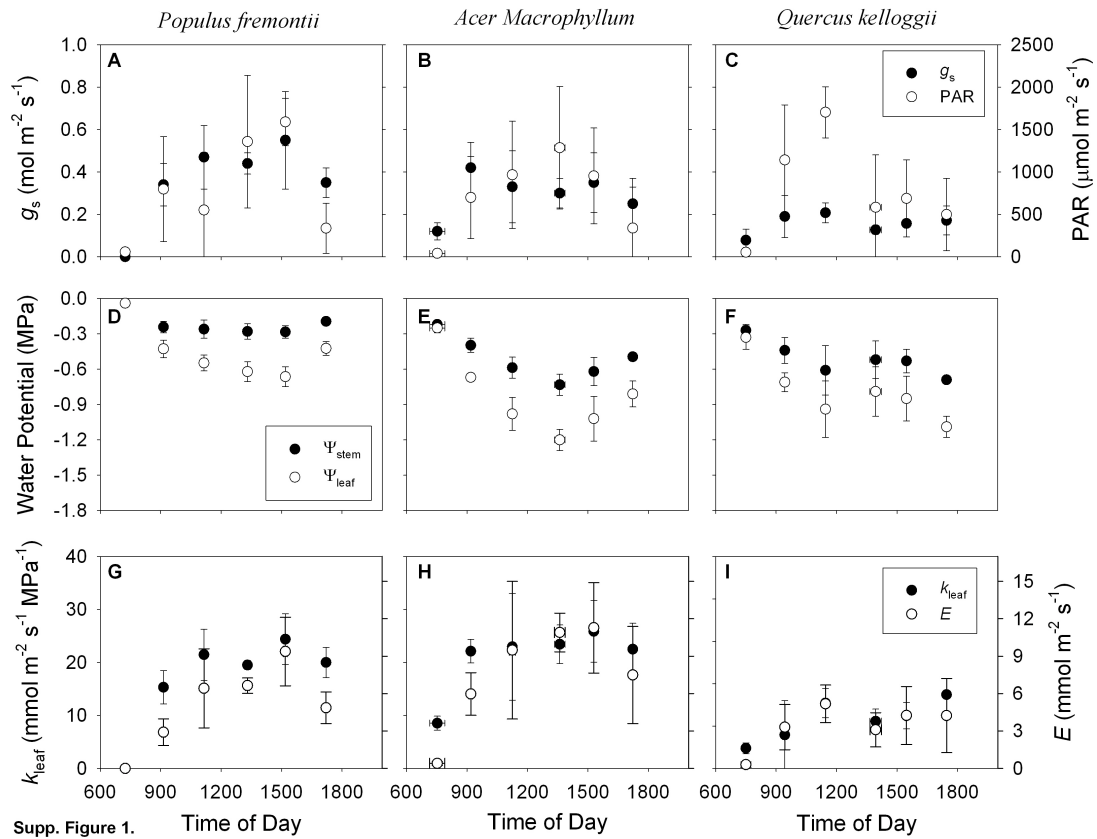 Populus fremontii
Acer Macrophyllum
Quercus kelloggii
A
B
C
gs
PAR
1.0
0.8
0.6
0.4
0.2
0.0
gs (mol m-2 s-1)
2500
2000
1500
1000
500
0
PAR (μmol m-2 s-1)
D
E
F
Ψstem
Ψleaf
0.0
-0.3
-0.6
-0.9
-1.2
-1.5
-1.8
Water Potential (MPa)
600 900 1200 1500 1800
G
H
I
kleaf
E
40
30
20
10
0
kleaf (mmol m-2 s-1 MPa-1)
15
12
9
6
3
0
E (mmol m-2 s-1)
600 900 1200 1500 1800
600 900 1200 1500 1800
600 900 1200 1500 1800
Time of Day
Time of Day
Time of Day
Supp. Figure 1.